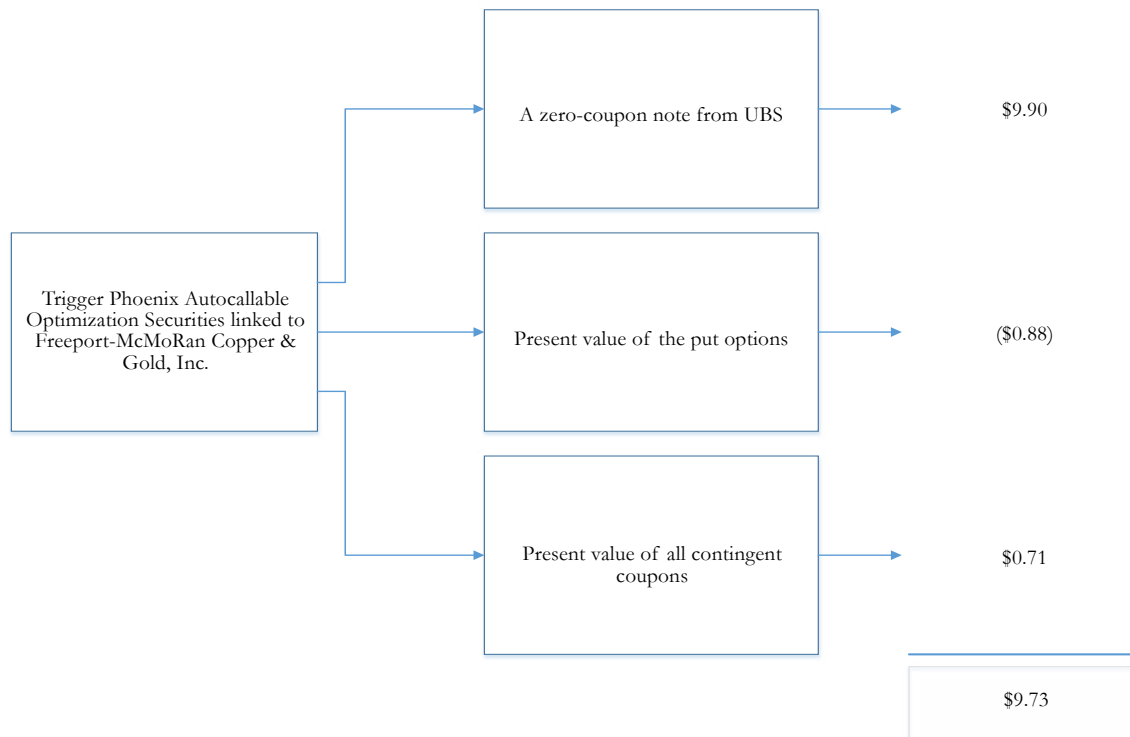 A zero-coupon note from UBS
$9.90
Trigger Phoenix Autocallable
Optimization Securities linked to
Freeport-McMoRan Copper &
Gold, Inc.
Present value of the put options
($0.88)
Present value of all contingent
coupons
$0.71
$9.73